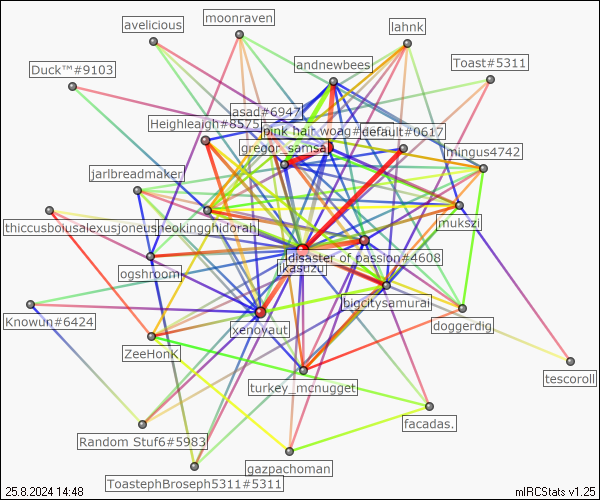 moonraven
avelicious
lahnk
andnewbees
Toast#5311
Duck™#9103
asad#6947
Heighleaigh#8575
pink hair woag#
default#0617
gregor_samsa
mingus4742
jarlbreadmaker
thiccusboiusalexusjoneusneokingghidorah
mukszi
disaster of passion#4608
ogshroom
bigcitysamurai
Knowun#6424
xenoyaut
doggerdig
ZeeHonk
tescoroll
turkey_mcnugget
facadas.
Random Stuf6#5983
gazpachoman
ToastephBroseph5311#5311
25.8.2024 14:48
mIRCStats v1.25